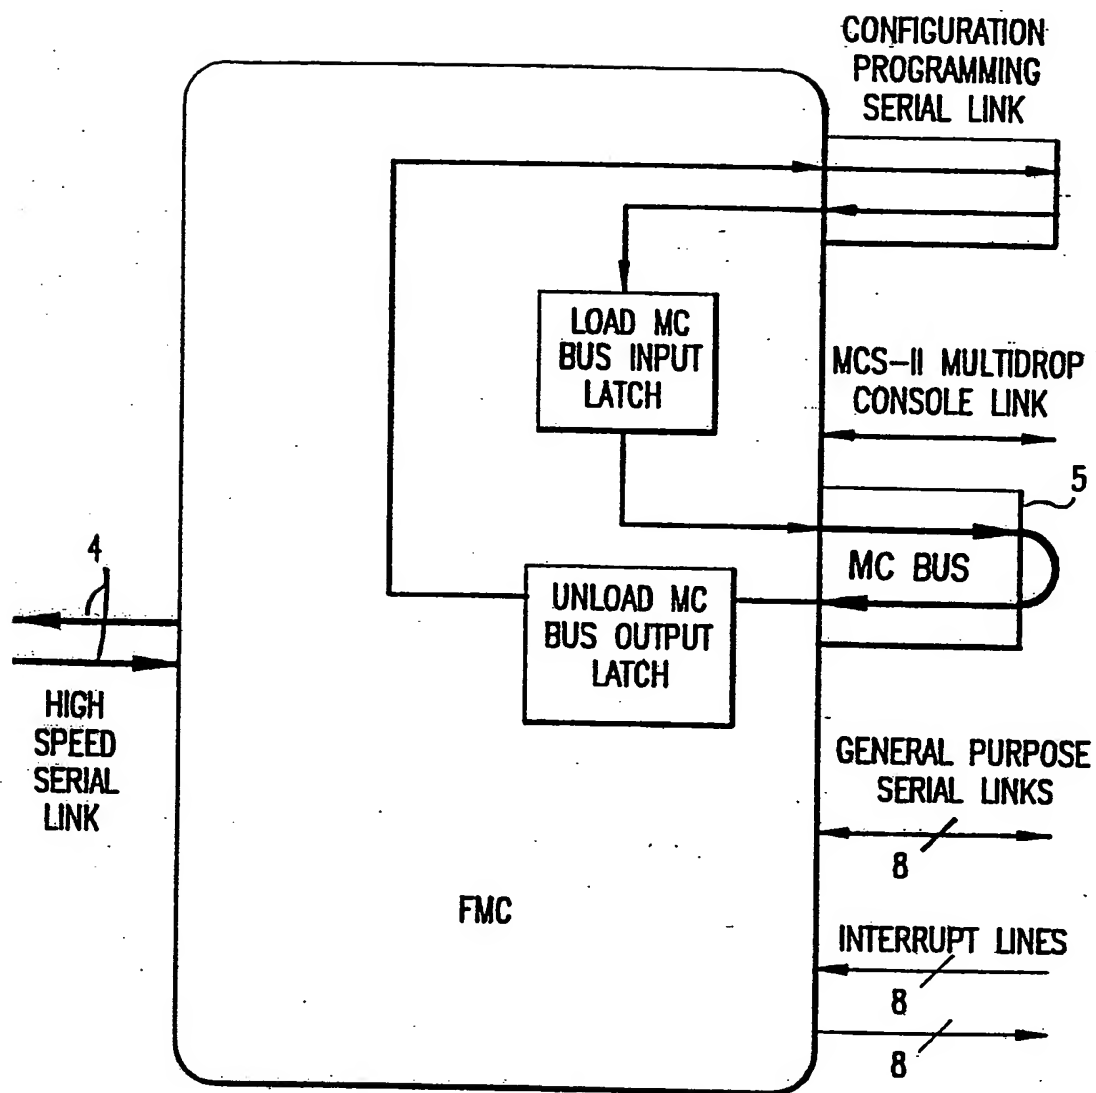 CONFIGURATION
PROGRAMMING
SERIAL LINK
LOAD MC
BUS INPUT
LATCH
MCS-II MULTIDROP
CONSOLE LINK
5
MC BUS
4
UNLOAD MC
BUS OUTPUT
LATCH
HIGH
SPEED
SERIAL
LINK
GENERAL PURPOSE
SERIAL LINKS
8
FMC
INTERRUPT LINES
8
8